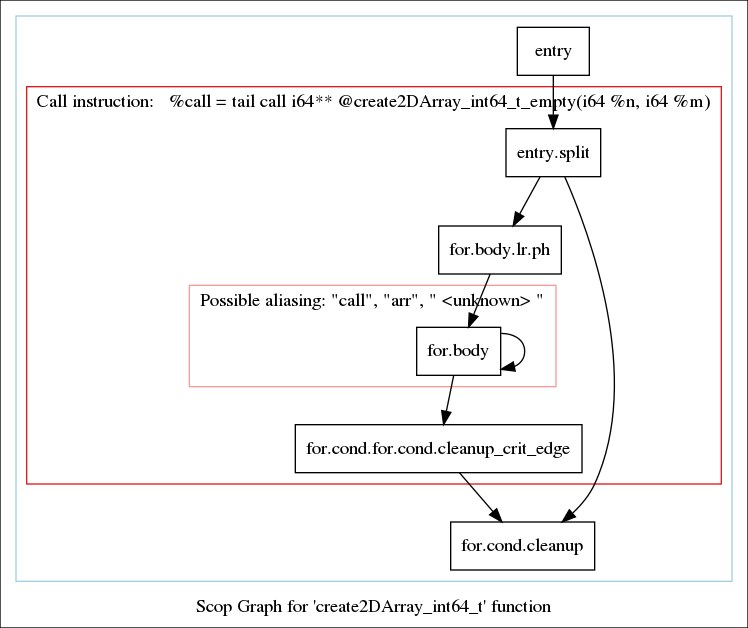 entry
Call instruction:   %call = tail call i64** @create2DArray_int64_t_empty(i64 %n, i64 %m)
entry.split
for.body.lr.ph
Possible aliasing: "call", "arr", " <unknown> "
for.body
for.cond.for.cond.cleanup_crit_edge
for.cond.cleanup
Scop Graph for 'create2DArray_int64_t' function